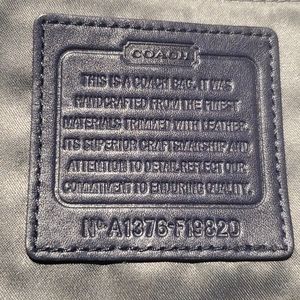 COACH
THIS IS A COACH BAG. IT WAS
HANDCRAFTED FROM THE FINEST
MATERIALS TRIMMED WITH LEATHER.
ITS SUPERIOR CRAFTSMANSHIP AND
ATTENTION TO DETAIL REFLECT OUR
COMMITMENT TO ENDURING QUALITY.
Nº A1376-F19820